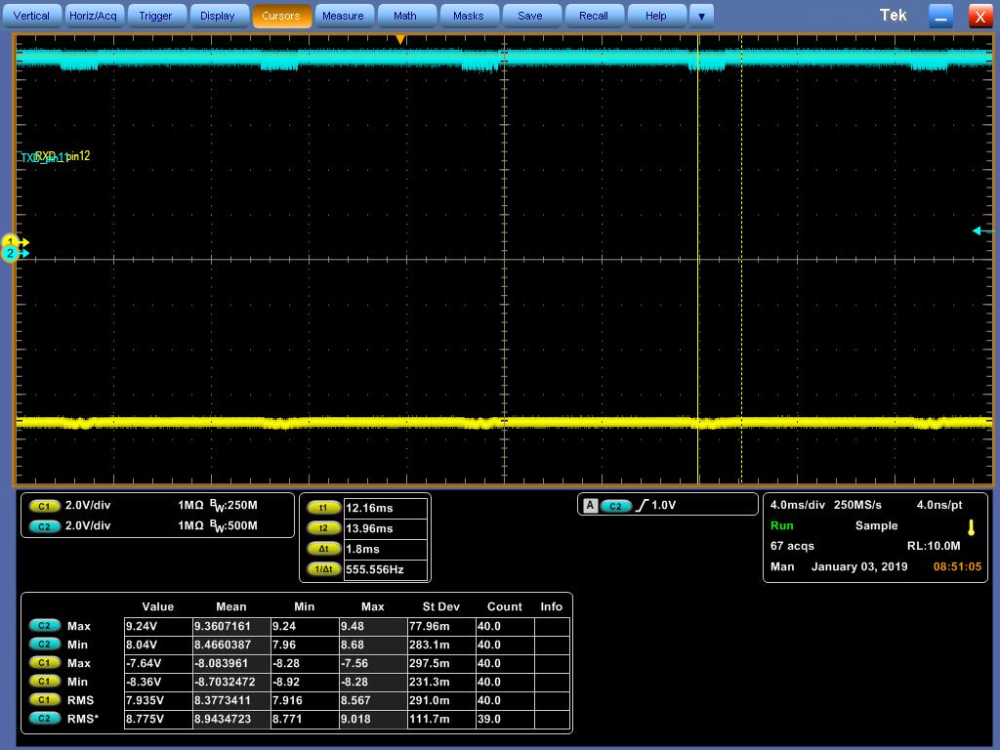 Vertical Horiz/Acq Trigger Display Cursors Measure Math Masks Save Recall Help ▼ Tek X
TXD_pin11 RXD_pin12
1
2
C1 2.0V/div 1MΩ BW:250M
C2 2.0V/div 1MΩ BW:500M
t1 12.16ms
t2 13.96ms
Δt 1.8ms
1/Δt 555.556Hz
A C2 1.0V
4.0ms/div 250MS/s 4.0ns/pt
Run Sample
67 acqs RL:10.0M
Man January 03, 2019 08:51:05
Value Mean Min Max St Dev Count Info
C2 Max 9.24V 9.3607161 9.24 9.48 77.96m 40.0
C2 Min 8.04V 8.4660387 7.96 8.68 283.1m 40.0
C1 Max -7.64V -8.083961 -8.28 -7.56 297.5m 40.0
C1 Min -8.36V -8.7032472 -8.92 -8.28 231.3m 40.0
C1 RMS 7.935V 8.3773411 7.916 8.567 291.0m 40.0
C2 RMS* 8.775V 8.9434723 8.771 9.018 111.7m 39.0